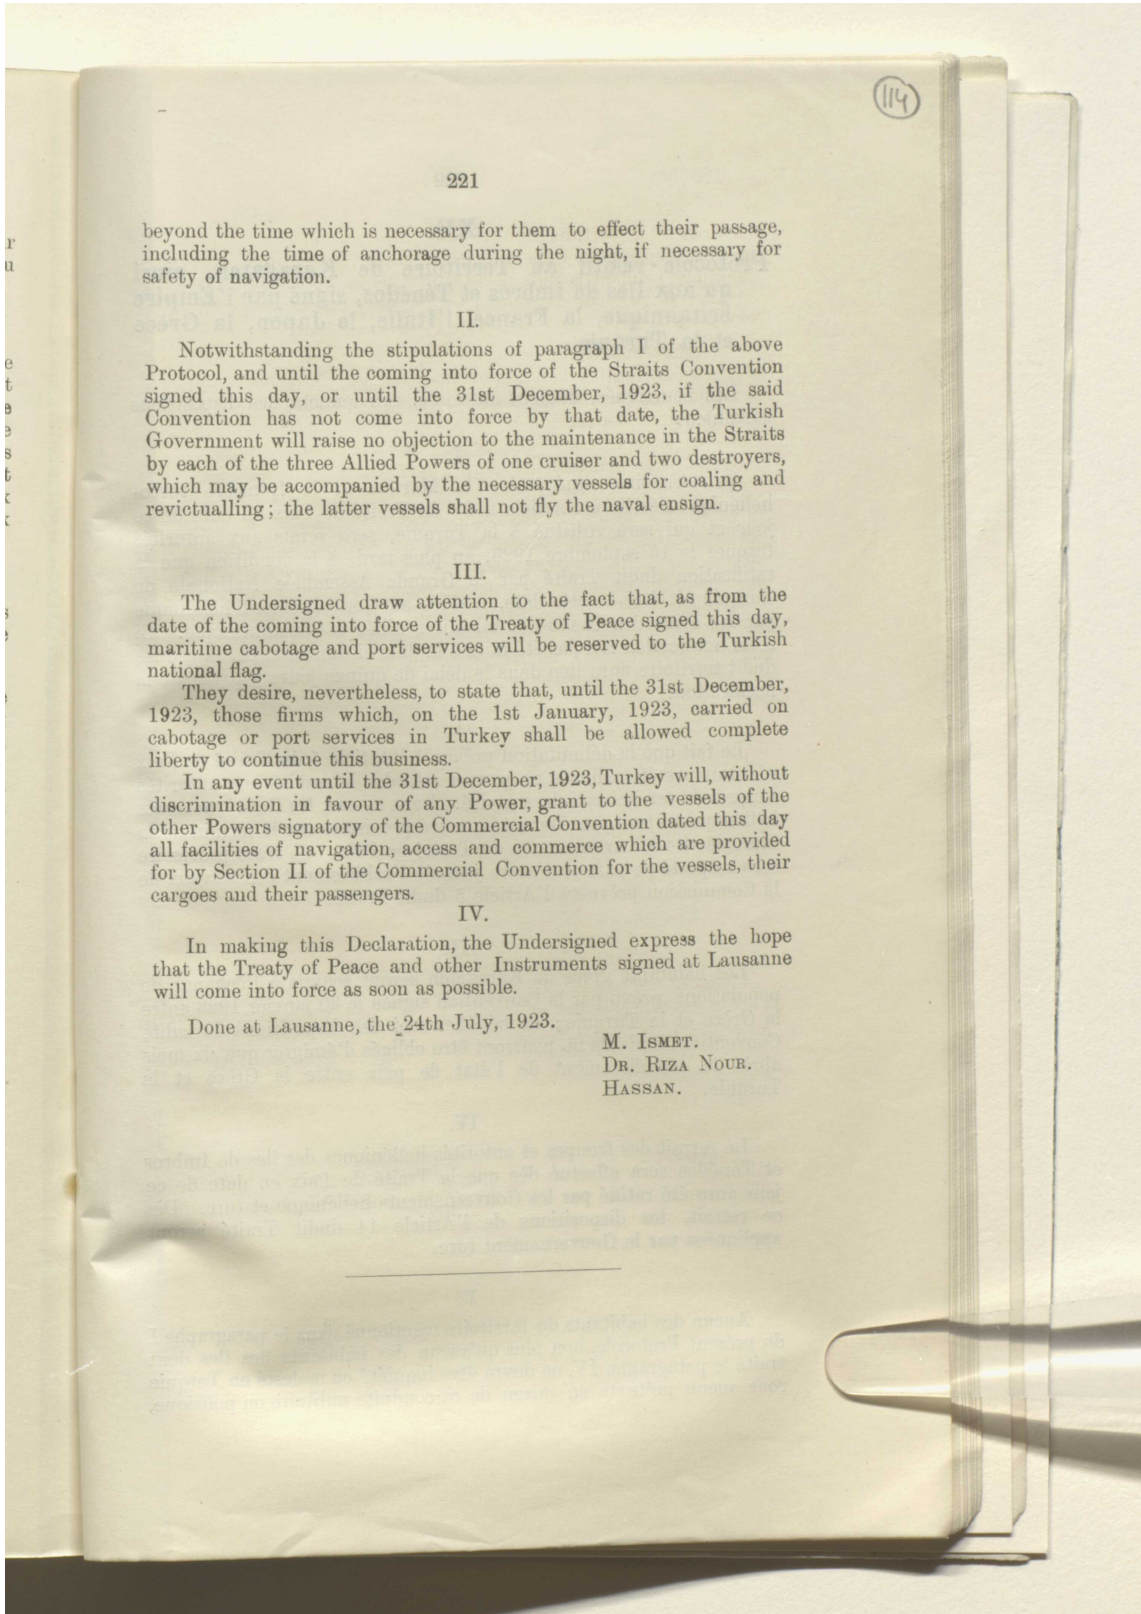 114
221
beyond the time which is necessary for them to effect their passage,
including the time of anchorage during the night, if necessary for
safety of navigation.
II.
Notwithstanding the stipulations of paragraph I of the above
Protocol, and until the coming into force of the Straits Convention
signed this day, or until the 31st December, 1923, if the said
Convention has not come into force by that date, the Turkish
Government will raise no objection to the maintenance in the Straits
by each of the three Allied Powers of one cruiser and two destroyers,
which may be accompanied by the necessary vessels for coaling and
revictualling; the latter vessels shall not fly the naval ensign.
III.
The Undersigned draw attention to the fact that, as from the
date of the coming into force of the Treaty of Peace signed this day,
maritime cabotage and port services will be reserved to the Turkish
national flag.
They desire, nevertheless, to state that, until the 31st December,
1923, those firms which, on the 1st January, 1923, carried on
cabotage or port services in Turkey shall be allowed complete
liberty to continue this business.
In any event until the 31st December, 1923, Turkey will, without
discrimination in favour of any Power, grant to the vessels of the
other Powers signatory of the Commercial Convention dated this day
all facilities of navigation, access and commerce which are provided
for by Section II of the Commercial Convention for the vessels, their
cargoes and their passengers.
IV.
In making this Declaration, the Undersigned express the hope
that the Treaty of Peace and other Instruments signed at Lausanne
will come into force as soon as possible.
Done at Lausanne, the 24th July, 1923.
M. ISMET.
DR. RIZA NOUR.
HASSAN.